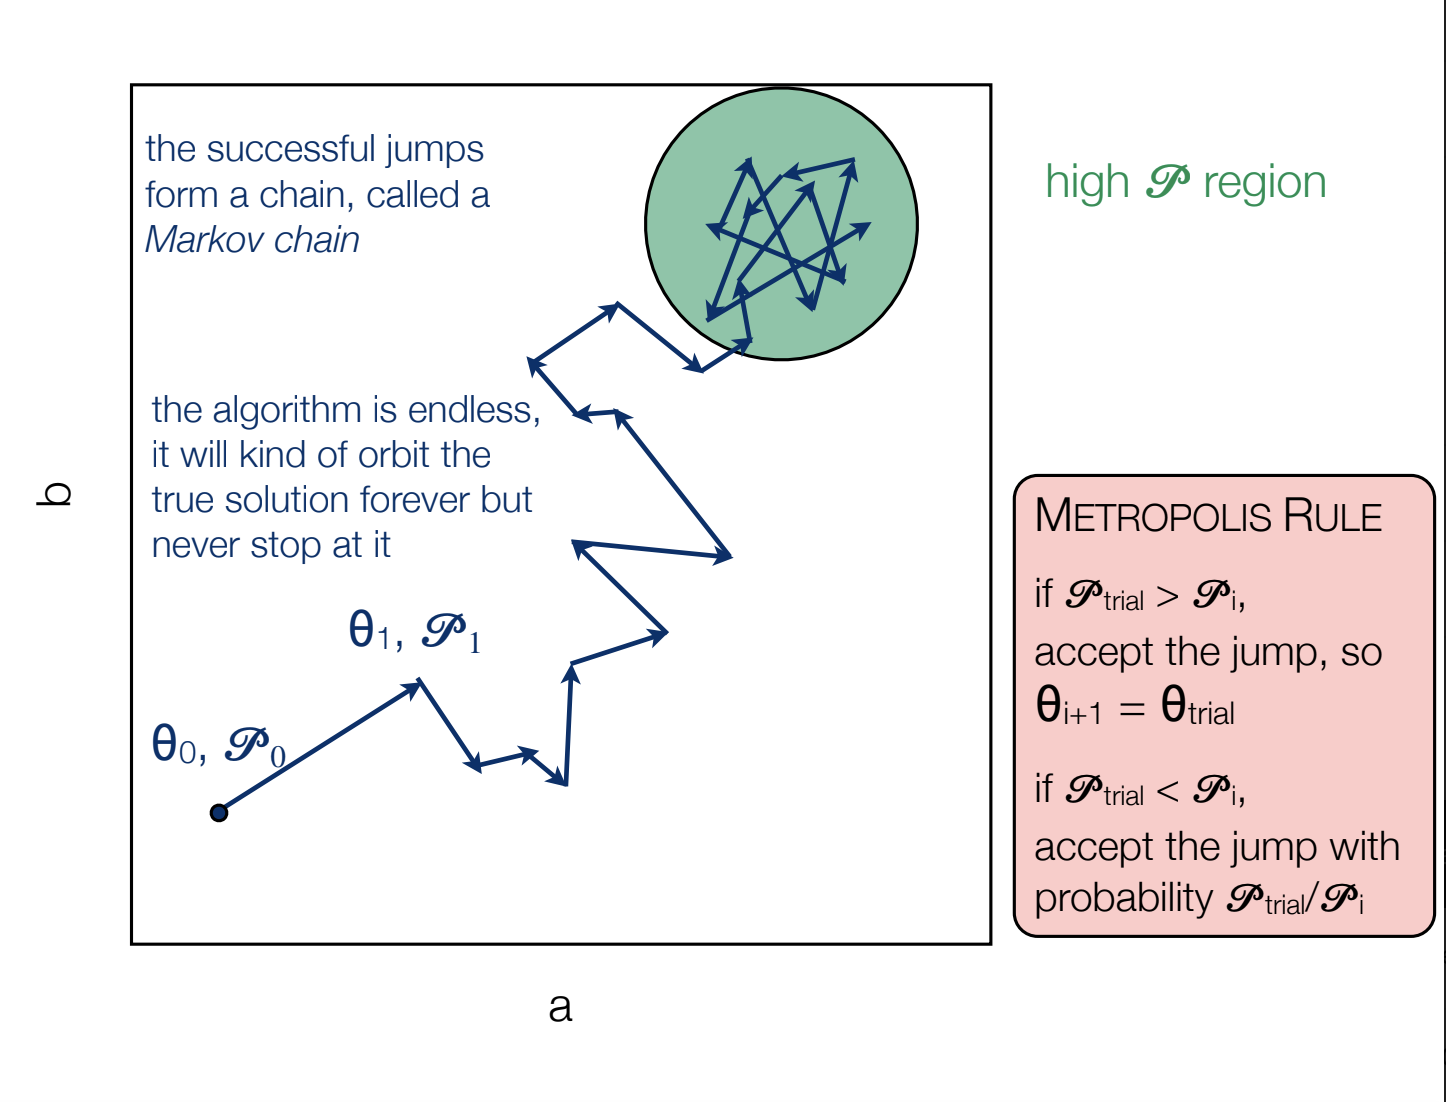 the successful jumps
form a chain, called a
Markov chain
high 𝒫 region
the algorithm is endless,
it will kind of orbit the
true solution forever but
never stop at it
b
θ₁, 𝒫₁
θ₀, 𝒫₀
a
METROPOLIS RULE
if 𝒫trial > 𝒫i,
accept the jump, so
θi+1 = θtrial
if 𝒫trial < 𝒫i,
accept the jump with
probability 𝒫trial/𝒫i